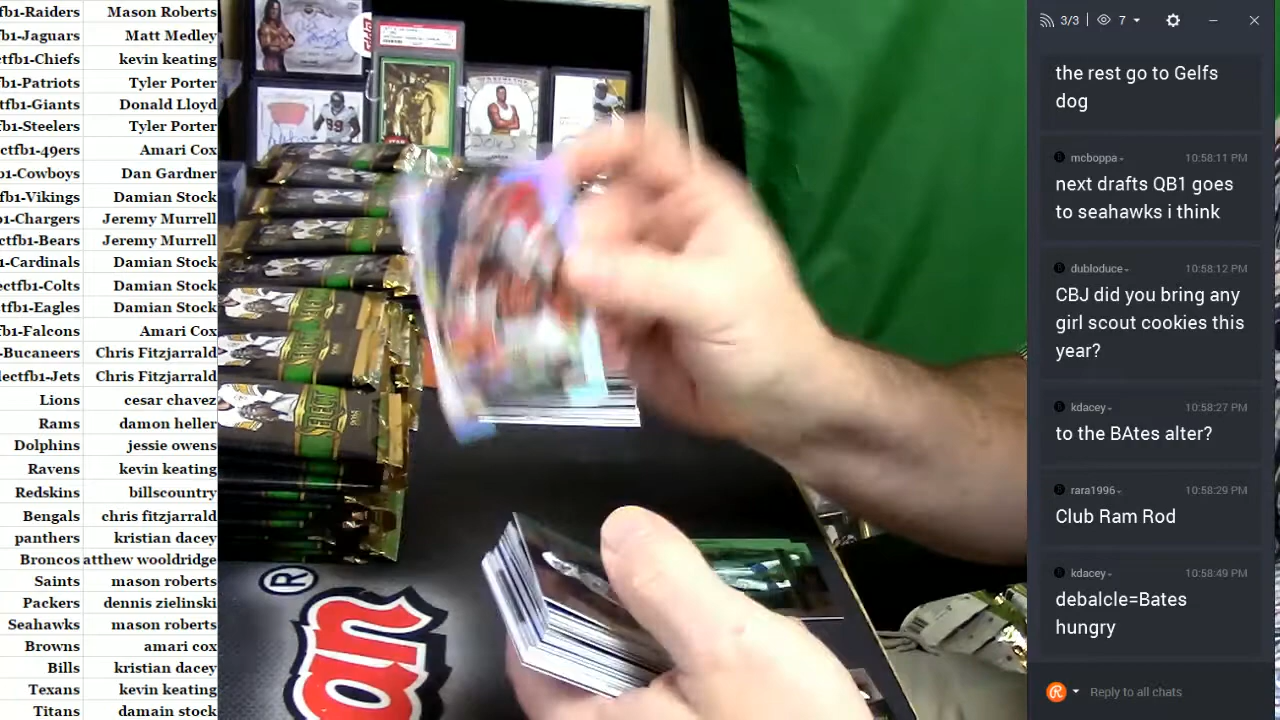 fb1-Raiders Mason Roberts
fb1-Jaguars Matt Medley
ctfb1-Chiefs kevin keating
fb1-Patriots Tyler Porter
tfb1-Giants Donald Lloyd
fb1-Steelers Tyler Porter
ctfb1-49ers Amari Cox
b1-Cowboys Dan Gardner
fb1-Vikings Damian Stock
1-Chargers Jeremy Murrell
ctfb1-Bears Jeremy Murrell
1-Cardinals Damian Stock
ectfb1-Colts Damian Stock
tfb1-Eagles Damian Stock
fb1-Falcons Amari Cox
-Bucaneers Chris Fitzjarrald
lectfb1-Jets Chris Fitzjarrald
Lions cesar chavez
Rams damon heller
Dolphins jessie owens
Ravens kevin keating
Redskins billscountry
Bengals chris fitzjarrald
panthers kristian dacey
Broncos atthew wooldridge
Saints mason roberts
Packers dennis zielinski
Seahawks mason roberts
Browns amari cox
Bills kristian dacey
Texans kevin keating
Titans damain stock
SELECT
®
an
3/3 7
the rest go to Gelfs
dog
mcboppa 10:58:11 PM
next drafts QB1 goes
to seahawks i think
dubloduce 10:58:12 PM
CBJ did you bring any
girl scout cookies this
year?
kdacey 10:58:27 PM
to the BAtes alter?
rara1996 10:58:29 PM
Club Ram Rod
kdacey 10:58:49 PM
debalcle=Bates
hungry
Reply to all chats